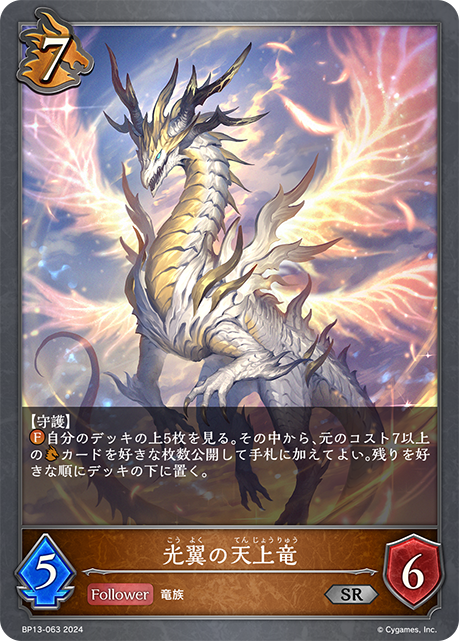 7
【守護】
F自分のデッキの上5枚を見る。その中から、元のコスト7以上
のカードを好きな枚数公開して手札に加えてよい。残りを好
きな順にデッキの下に置く。
こうよく てんじょうりゅう
光翼の天上竜
5
Follower 竜族
SR
6
BP13-063 2024
© Cygames, Inc.